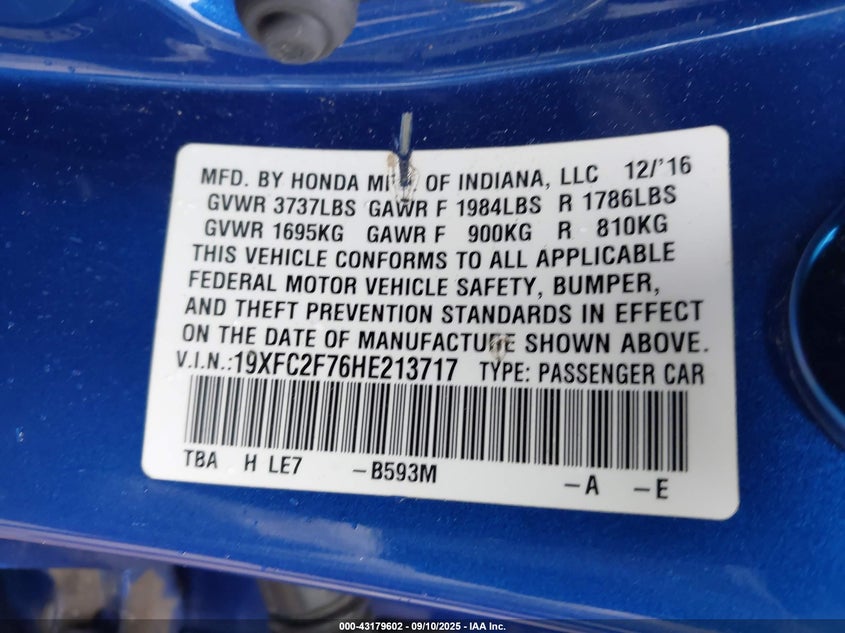 MFD. BY HONDA OF INDIANA, LLC 12/'16
GVWR 3737LBS GAWR F 1984LBS R 1786LBS
GVWR 1695KG GAWR F 900KG R 810KG
THIS VEHICLE CONFORMS TO ALL APPLICABLE
FEDERAL MOTOR VEHICLE SAFETY, BUMPER,
AND THEFT PREVENTION STANDARDS IN EFFECT
ON THE DATE OF MANUFACTURE SHOWN ABOVE.
V.I.N.:19XFC2F76HE213717 TYPE: PASSENGER CAR
TBA H LE7 –B593M –A –E
000-43179602 - 09/10/2025 - IAA Inc.